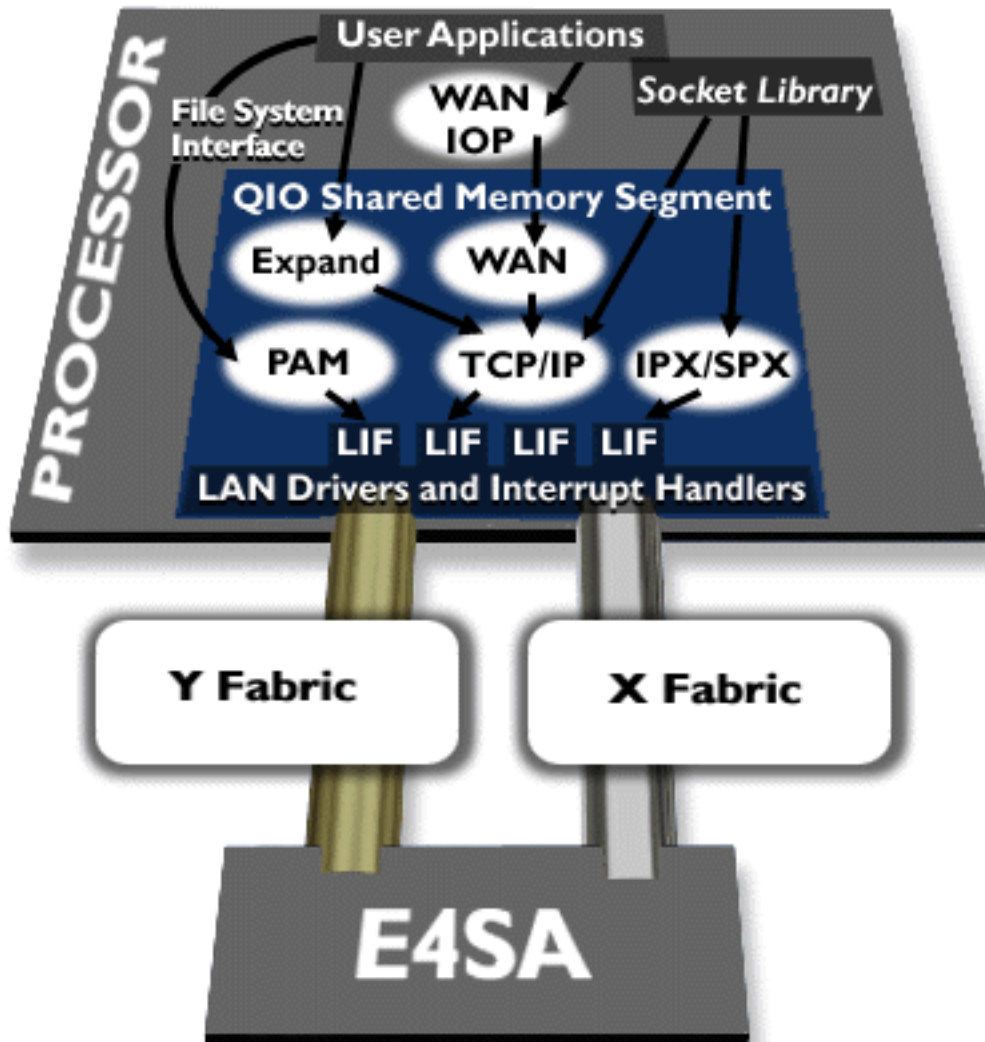 User Applications
PROCESSOR
File System
Interface
WAN
IOP
Socket Library
QIO Shared Memory Segment
Expand
WAN
PAM
TCP/IP
IPX/SPX
LIF LIF LIF LIF
LAN Drivers and Interrupt Handlers
Y Fabric
X Fabric
E4SA